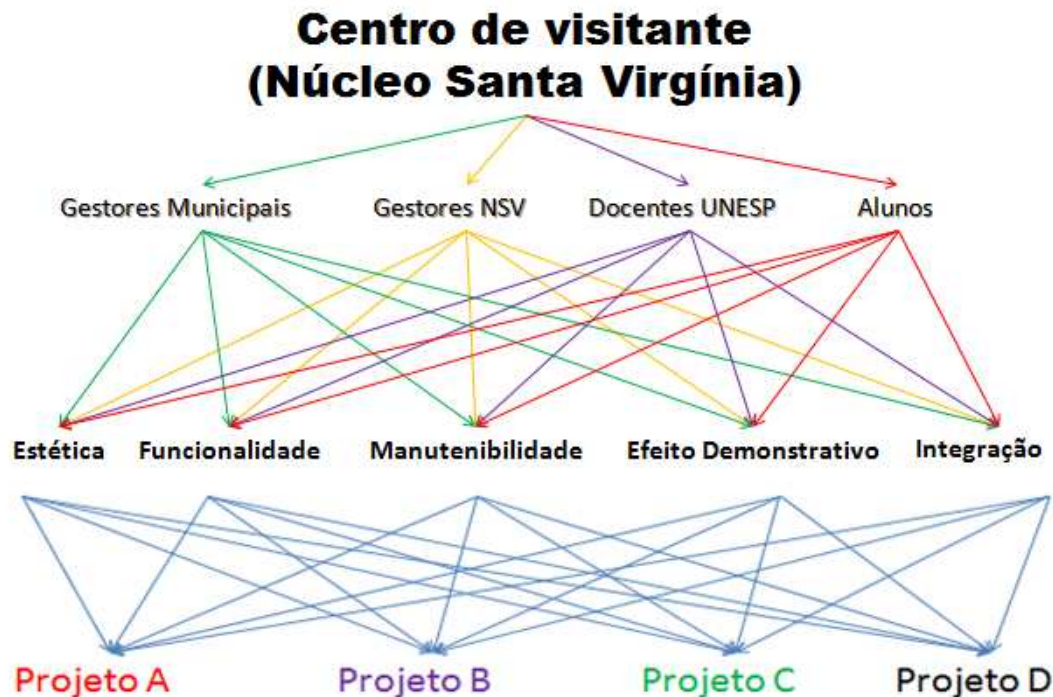 Centro de visitante
(Núcleo Santa Virgínia)
Gestores Municipais Gestores NSV Docentes UNESP Alunos
Estética Funcionalidade Manutenibilidade Efeito Demonstrativo Integração
Projeto A Projeto B Projeto C Projeto D